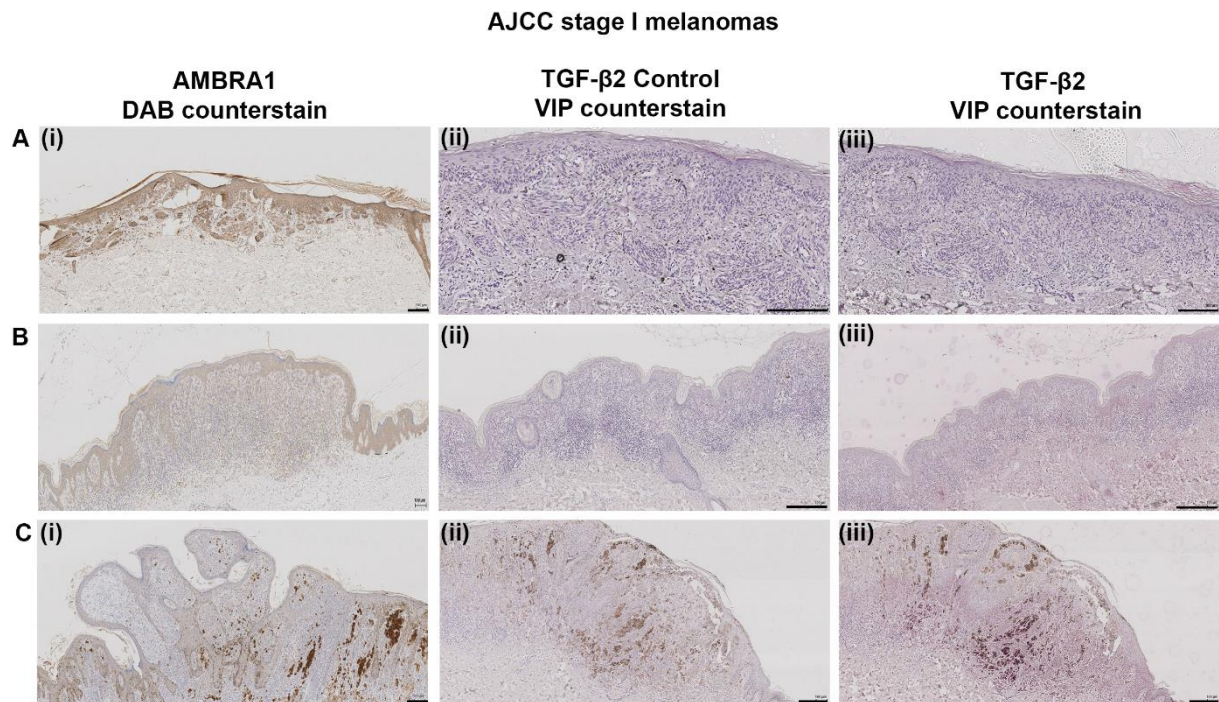 AJCC stage I melanomas
AMBRA1
DAB counterstain
TGF-β2 Control
VIP counterstain
TGF-β2
VIP counterstain
A (i) (ii) (iii)
B (i) (ii) (iii)
C (i) (ii) (iii)